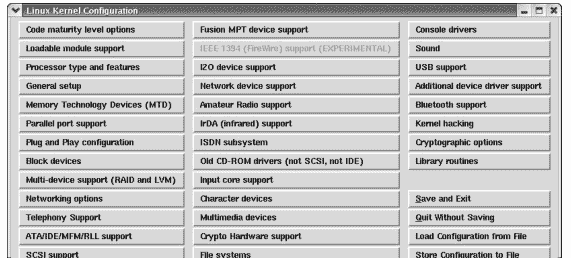 Linux Kernel Configuration
Code maturity level options
Loadable module support
Processor type and features
General setup
Memory Technology Devices (MTD)
Parallel port support
Plug and Play configuration
Block devices
Multi-device support (RAID and LVM)
Networking options
Telephony Support
ATA/IDE/MFM/RLL support
SCSI support
Fusion MPT device support
IEEE 1394 (FireWire) support (EXPERIMENTAL)
I2O device support
Network device support
Amateur Radio support
IrDA (infrared) support
ISDN subsystem
Old CD-ROM drivers (not SCSI, not IDE)
Input core support
Character devices
Multimedia devices
Crypto Hardware support
File systems
Console drivers
Sound
USB support
Additional device driver support
Bluetooth support
Kernel hacking
Cryptographic options
Library routines
Save and Exit
Quit Without Saving
Load Configuration from File
Store Configuration to File